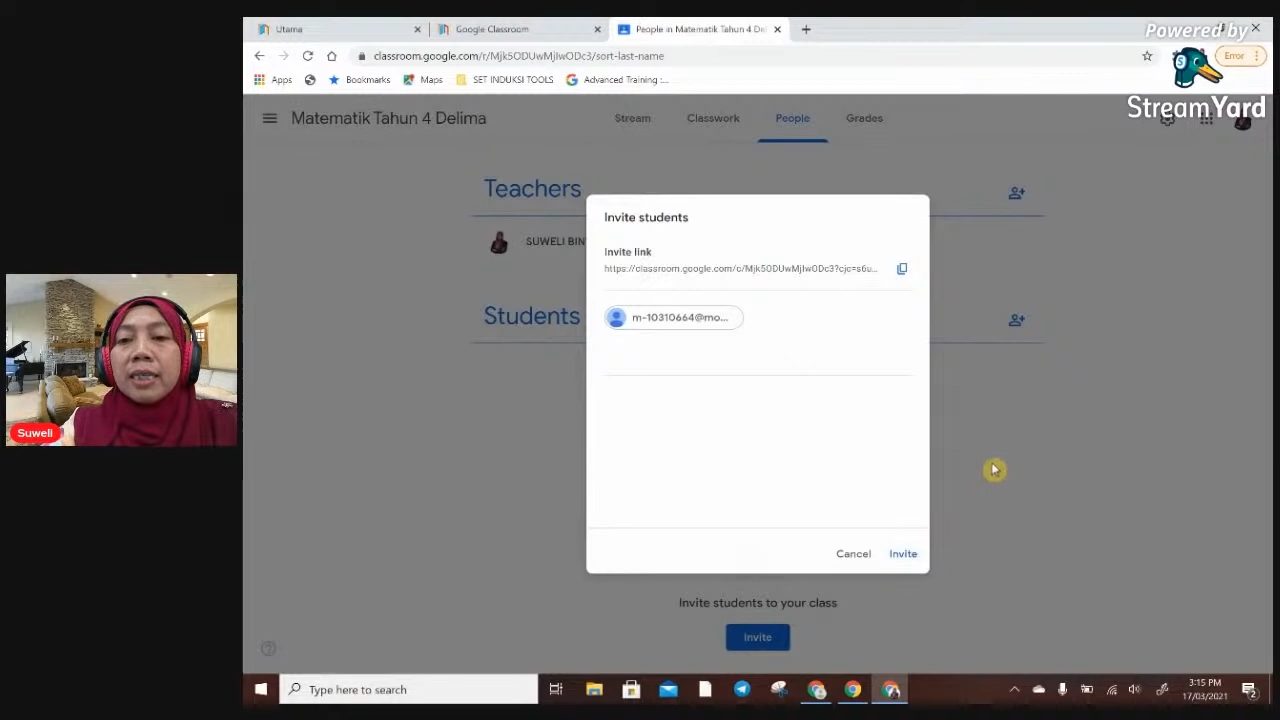 Utama
Google Classroom
People in Matematik Tahun 4 Del
Powered by
classroom.google.com/r/Mjk5ODUwMjIwODc3/sort-last-name
Error
Apps
Bookmarks
Maps
SET INDUKSI TOOLS
Advanced Training :...
StreamYard
Matematik Tahun 4 Delima
Stream
Classwork
People
Grades
Teachers
SUWELI BIN
Students
Invite students
Invite link
https://classroom.google.com/c/Mjk5ODUwMjIwODc3?cjc=s6u...
m-10310664@mo...
Cancel
Invite
Invite students to your class
Invite
Suweli
Type here to search
3:15 PM
17/03/2021
2